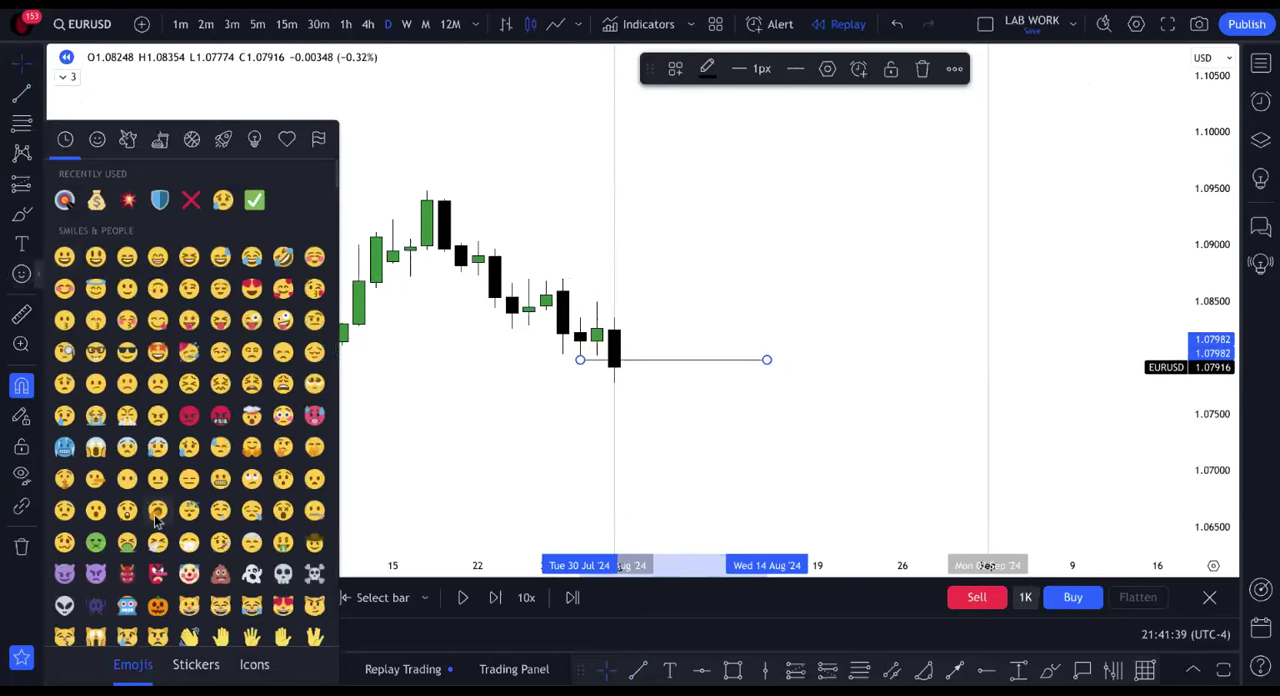 153
EURUSD
1m 2m 3m 5m 15m 30m 1h 4h D W M 12M
Indicators
Alert
Replay
LAB WORK
Save
Publish
O1.08248 H1.08354 L1.07774 C1.07916 −0.00348 (−0.32%)
3
1px
USD
1.10500
1.10000
1.09500
1.09000
1.08500
1.07982
1.07982
EURUSD 1.07916
1.07500
1.07000
1.06500
RECENTLY USED
SMILES & PEOPLE
15 22 Tue 30 Jul '24 Wed 14 Aug '24 19 26 Sep 9 16
Select bar
10x
Sell
1K
Buy
Flatten
21:41:39 (UTC-4)
Emojis Stickers Icons
Replay Trading
Trading Panel